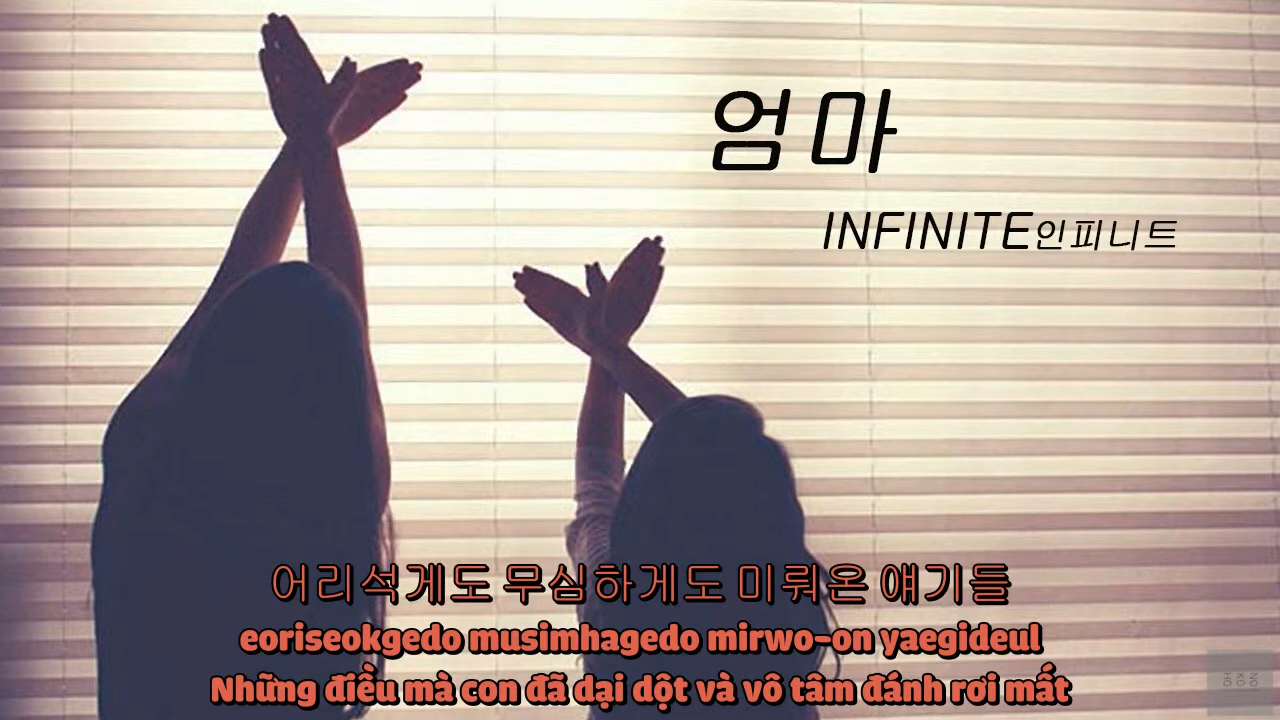 엄마
INFINITE인피니트
어리석게도 무심하게도 미뤄온 얘기들
eoriseokgedo musimhagedo mirwo-on yaegideul
Những điều mà con đã dại dột và vô tâm đánh rơi mất